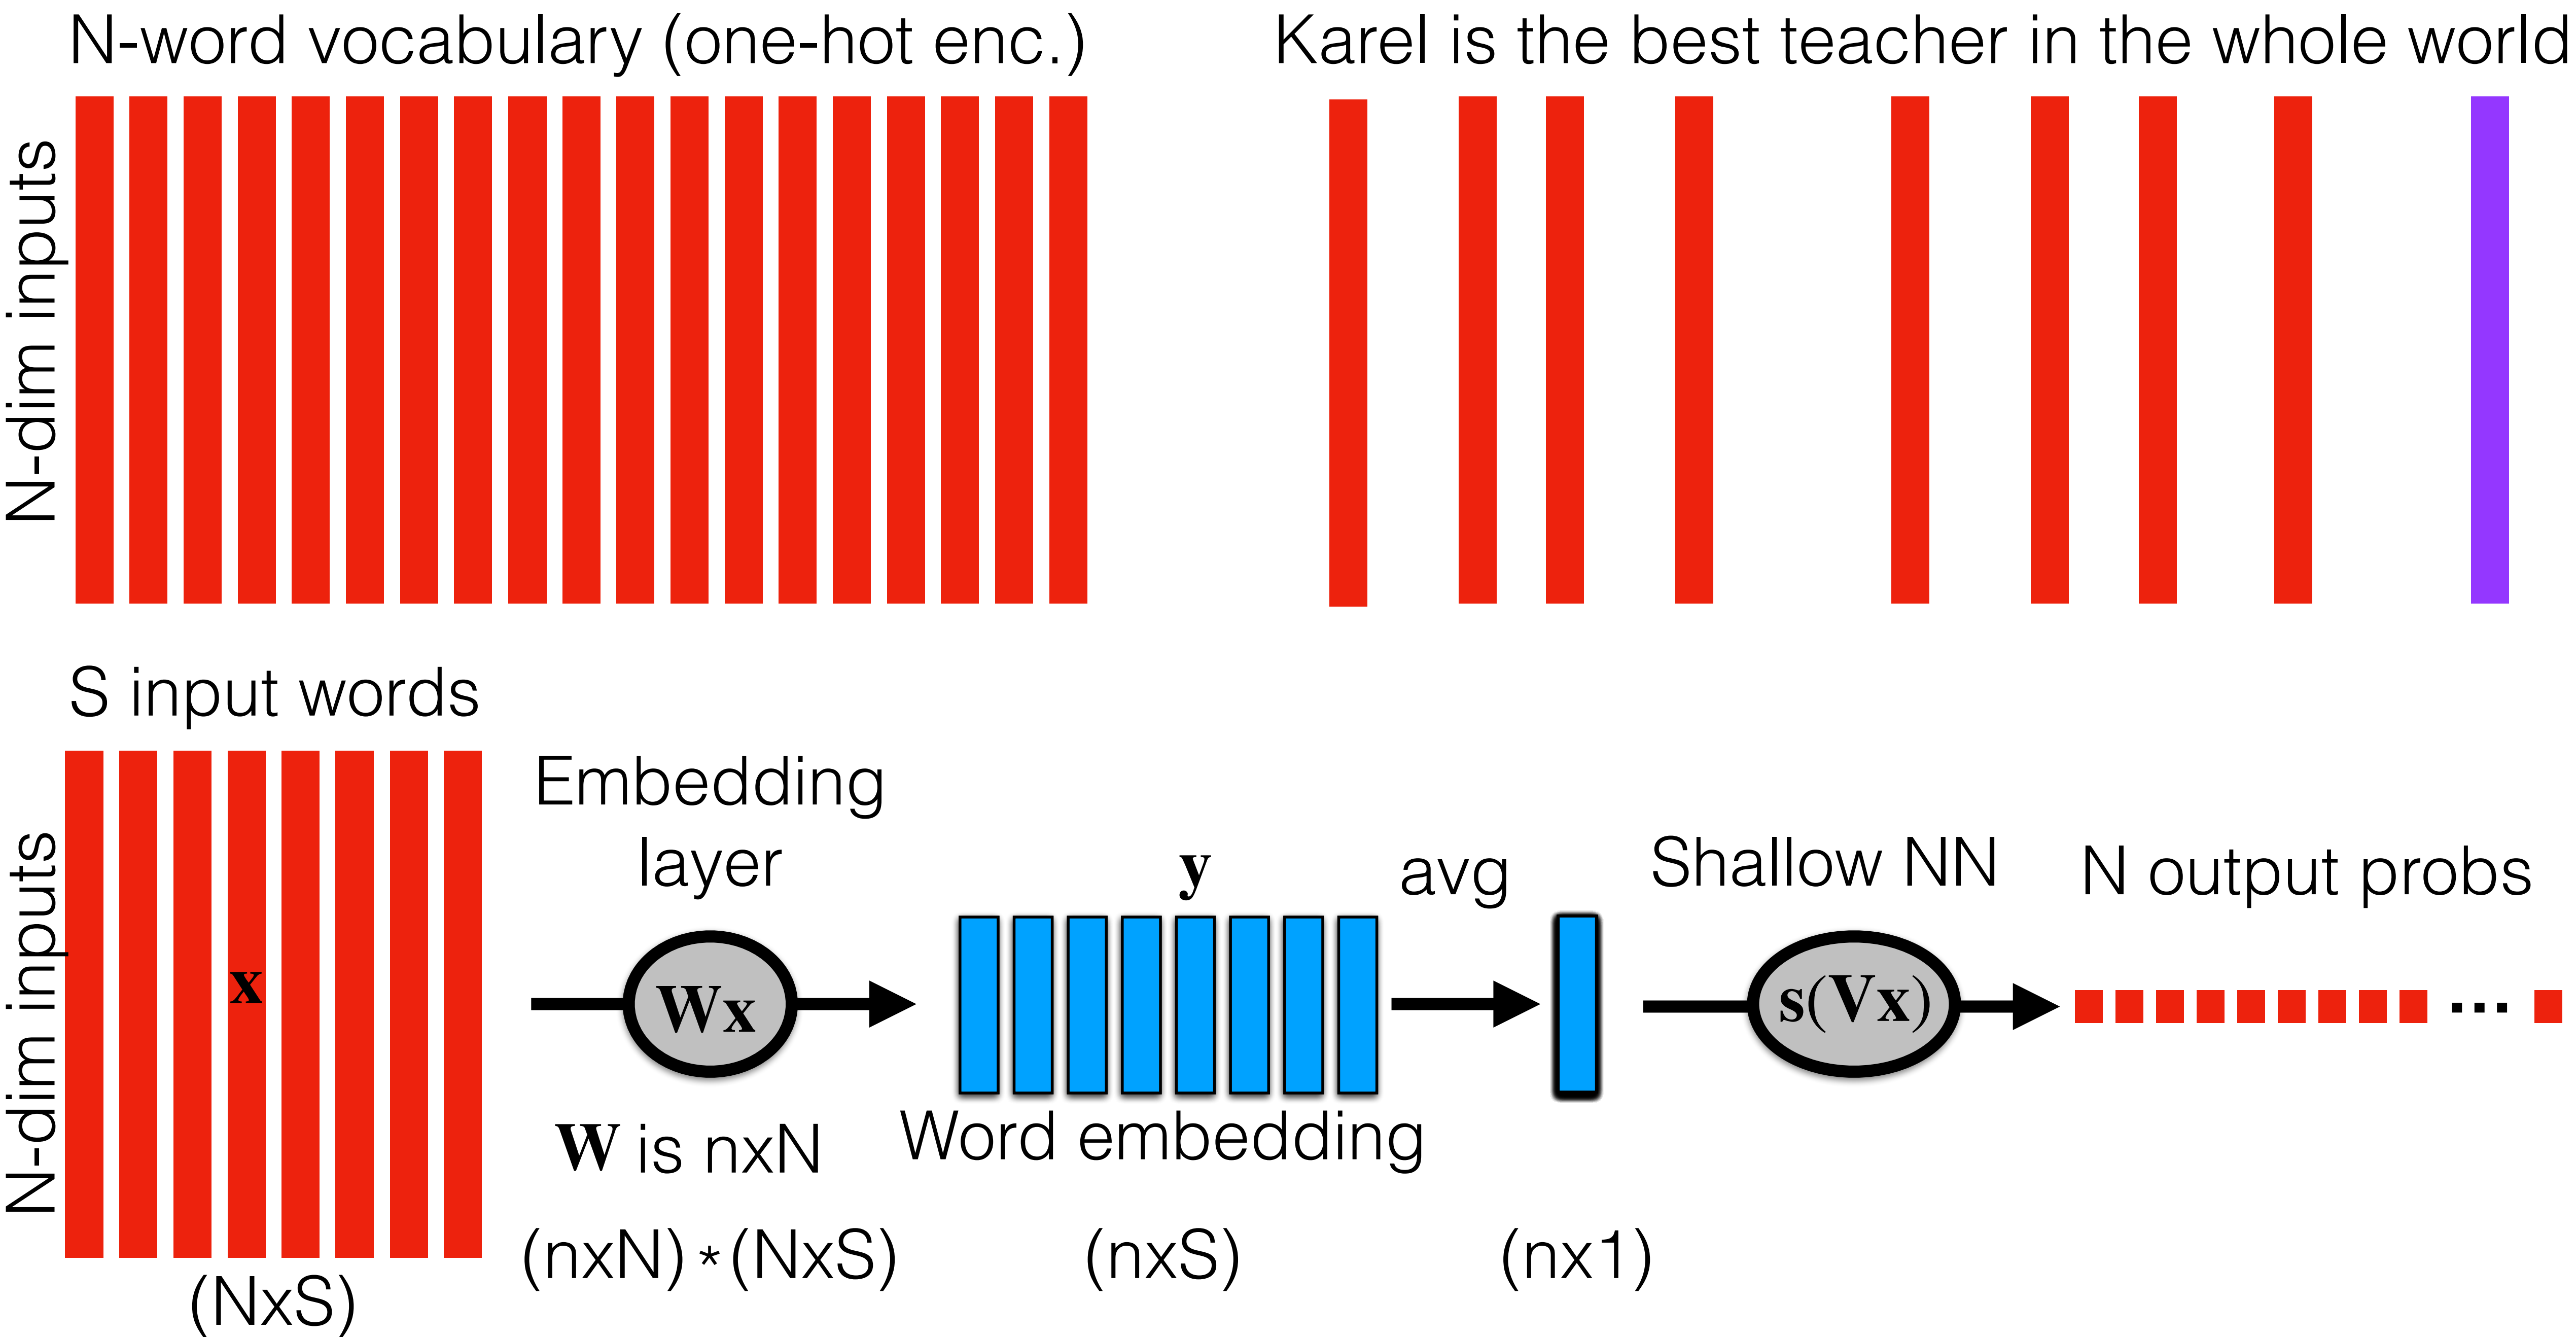 N-word vocabulary (one-hot enc.)
Karel is the best teacher in the whole world
N-dim inputs
S input words
N-dim inputs
x
(NxS)
Embedding
layer
Wx
W is nxN
(nxN) * (NxS)
y
Word embedding
(nxS)
avg
(nx1)
Shallow NN
s(Vx)
N output probs
...